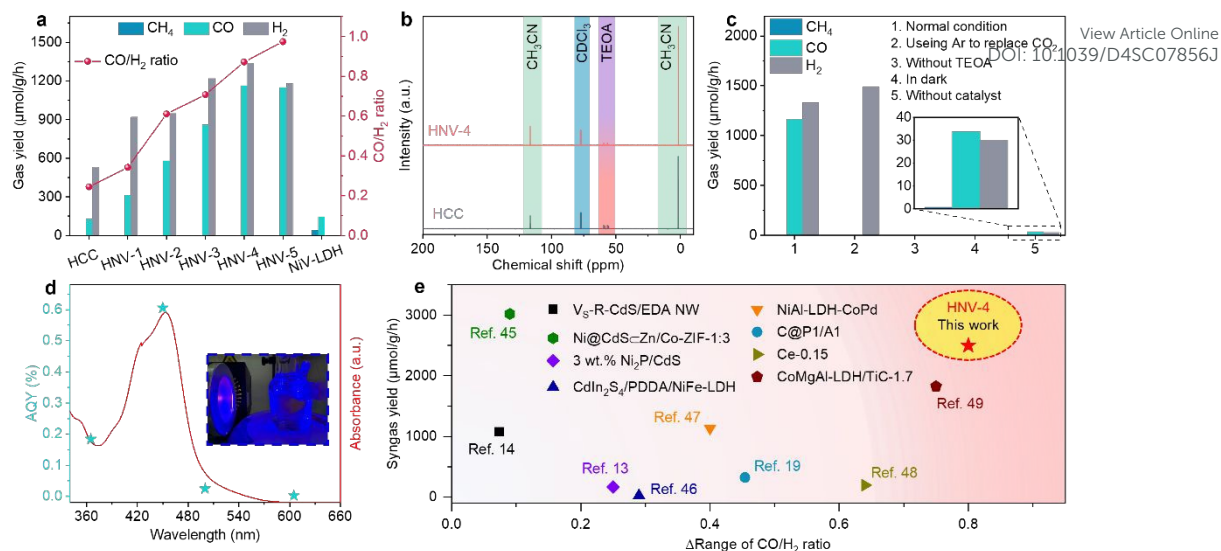 View Article Online
DOI: 10.1039/D4SC07856J
a
CH₄ CO H₂
CO/H₂ ratio
Gas yield (μmol/g/h)
1500
1200
900
600
300
0
1.0
0.8
0.6
0.4
0.2
0.0
CO/H₂ ratio
HCC HNV-1 HNV-2 HNV-3 HNV-4 HNV-5 NiV-LDH
b
CH₃CN CDCl₃ TEOA CH₃CN
Intensity (a.u.)
HNV-4
HCC
200 150 100 50 0
Chemical shift (ppm)
c
CH₄
CO
H₂
1. Normal condition
2. Useing Ar to replace CO₂
3. Without TEOA
4. In dark
5. Without catalyst
Gas yield (μmol/g/h)
2000
1500
1000
500
0
40
30
20
10
0
1 2 3 4 5
d
AQY (%)
0.6
0.5
0.4
0.3
0.2
0.1
0.0
Absorbance (a.u.)
360 420 480 540 600 660
Wavelength (nm)
e
Syngas yield (μmol/g/h)
3000
2000
1000
0
V_S-R-CdS/EDA NW
Ni@CdS⊂Zn/Co-ZIF-1:3
3 wt.% Ni₂P/CdS
CdIn₂S₄/PDDA/NiFe-LDH
NiAl-LDH-CoPd
C@P1/A1
Ce-0.15
CoMgAl-LDH/TiC-1.7
HNV-4
This work
Ref. 45
Ref. 49
Ref. 47
Ref. 14
Ref. 13
Ref. 46
Ref. 19
Ref. 48
0.0 0.2 0.4 0.6 0.8
ΔRange of CO/H₂ ratio